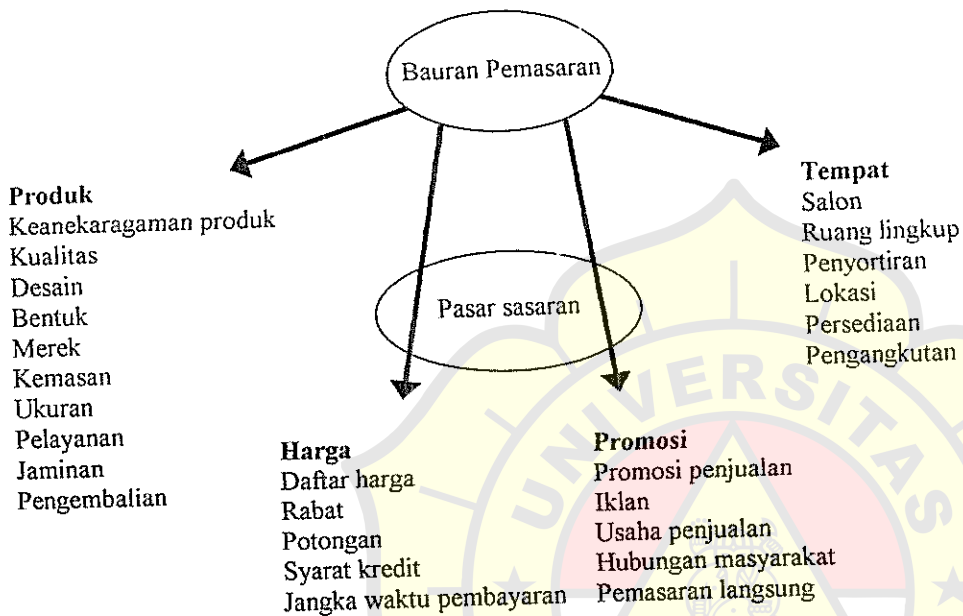 Bauran Pemasaran
Produk
Keanekaragaman produk
Kualitas
Desain
Bentuk
Merek
Kemasan
Ukuran
Pelayanan
Jaminan
Pengembalian
Pasar sasaran
Harga
Daftar harga
Rabat
Potongan
Syarat kredit
Jangka waktu pembayaran
Promosi
Promosi penjualan
Iklan
Usaha penjualan
Hubungan masyarakat
Pemasaran langsung
Tempat
Salon
Ruang lingkup
Penyortiran
Lokasi
Persediaan
Pengangkutan
UNIVERSITAS